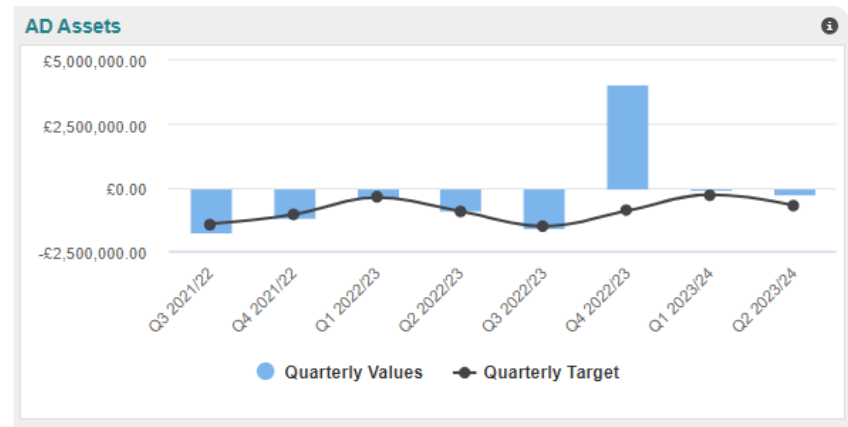 AD Assets
£5,000,000.00
£2,500,000.00
£0.00
-£2,500,000.00
Q3 2021/22
Q4 2021/22
Q1 2022/23
Q2 2022/23
Q3 2022/23
Q4 2022/23
Q1 2023/24
Q2 2023/24
Quarterly Values
Quarterly Target